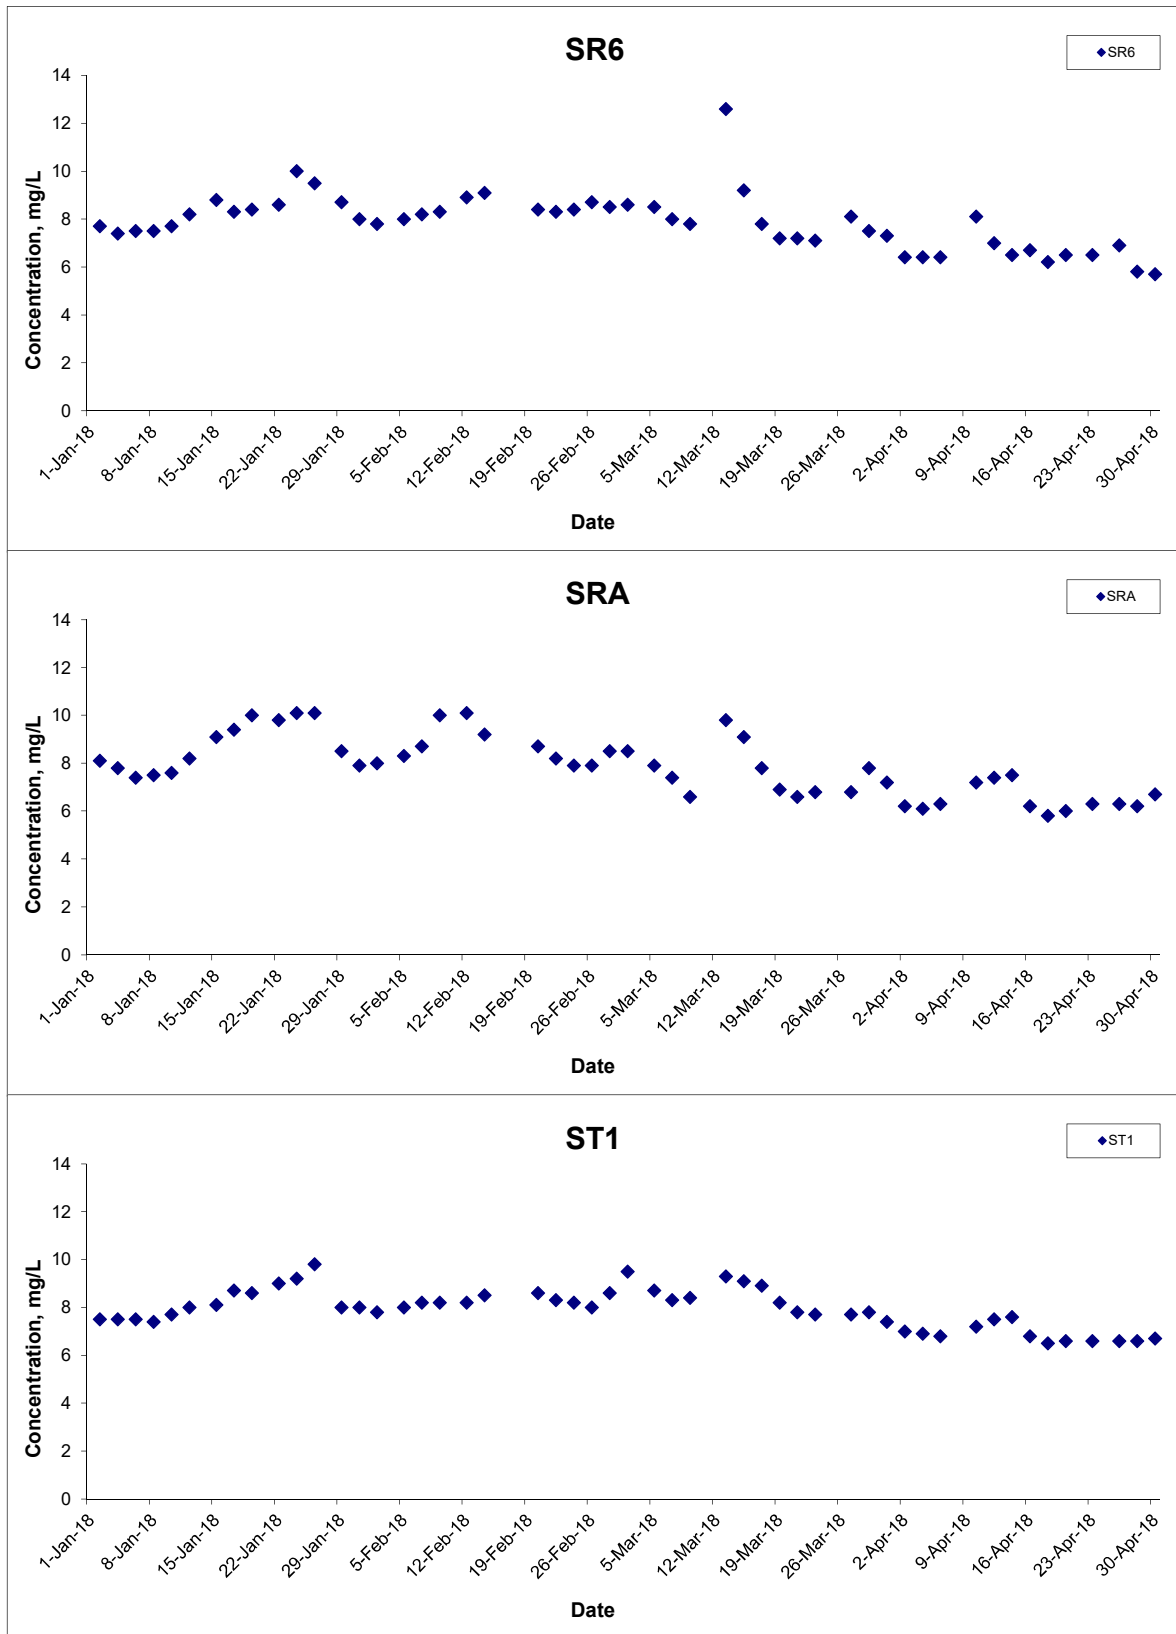 SR6
SR6
14
12
10
8
6
4
2
0
Concentration, mg/L
1-Jan-18
8-Jan-18
15-Jan-18
22-Jan-18
29-Jan-18
5-Feb-18
12-Feb-18
19-Feb-18
26-Feb-18
5-Mar-18
12-Mar-18
19-Mar-18
26-Mar-18
2-Apr-18
9-Apr-18
16-Apr-18
23-Apr-18
30-Apr-18
Date
SRA
SRA
14
12
10
8
6
4
2
0
Concentration, mg/L
1-Jan-18
8-Jan-18
15-Jan-18
22-Jan-18
29-Jan-18
5-Feb-18
12-Feb-18
19-Feb-18
26-Feb-18
5-Mar-18
12-Mar-18
19-Mar-18
26-Mar-18
2-Apr-18
9-Apr-18
16-Apr-18
23-Apr-18
30-Apr-18
Date
ST1
ST1
14
12
10
8
6
4
2
0
Concentration, mg/L
1-Jan-18
8-Jan-18
15-Jan-18
22-Jan-18
29-Jan-18
5-Feb-18
12-Feb-18
19-Feb-18
26-Feb-18
5-Mar-18
12-Mar-18
19-Mar-18
26-Mar-18
2-Apr-18
9-Apr-18
16-Apr-18
23-Apr-18
30-Apr-18
Date